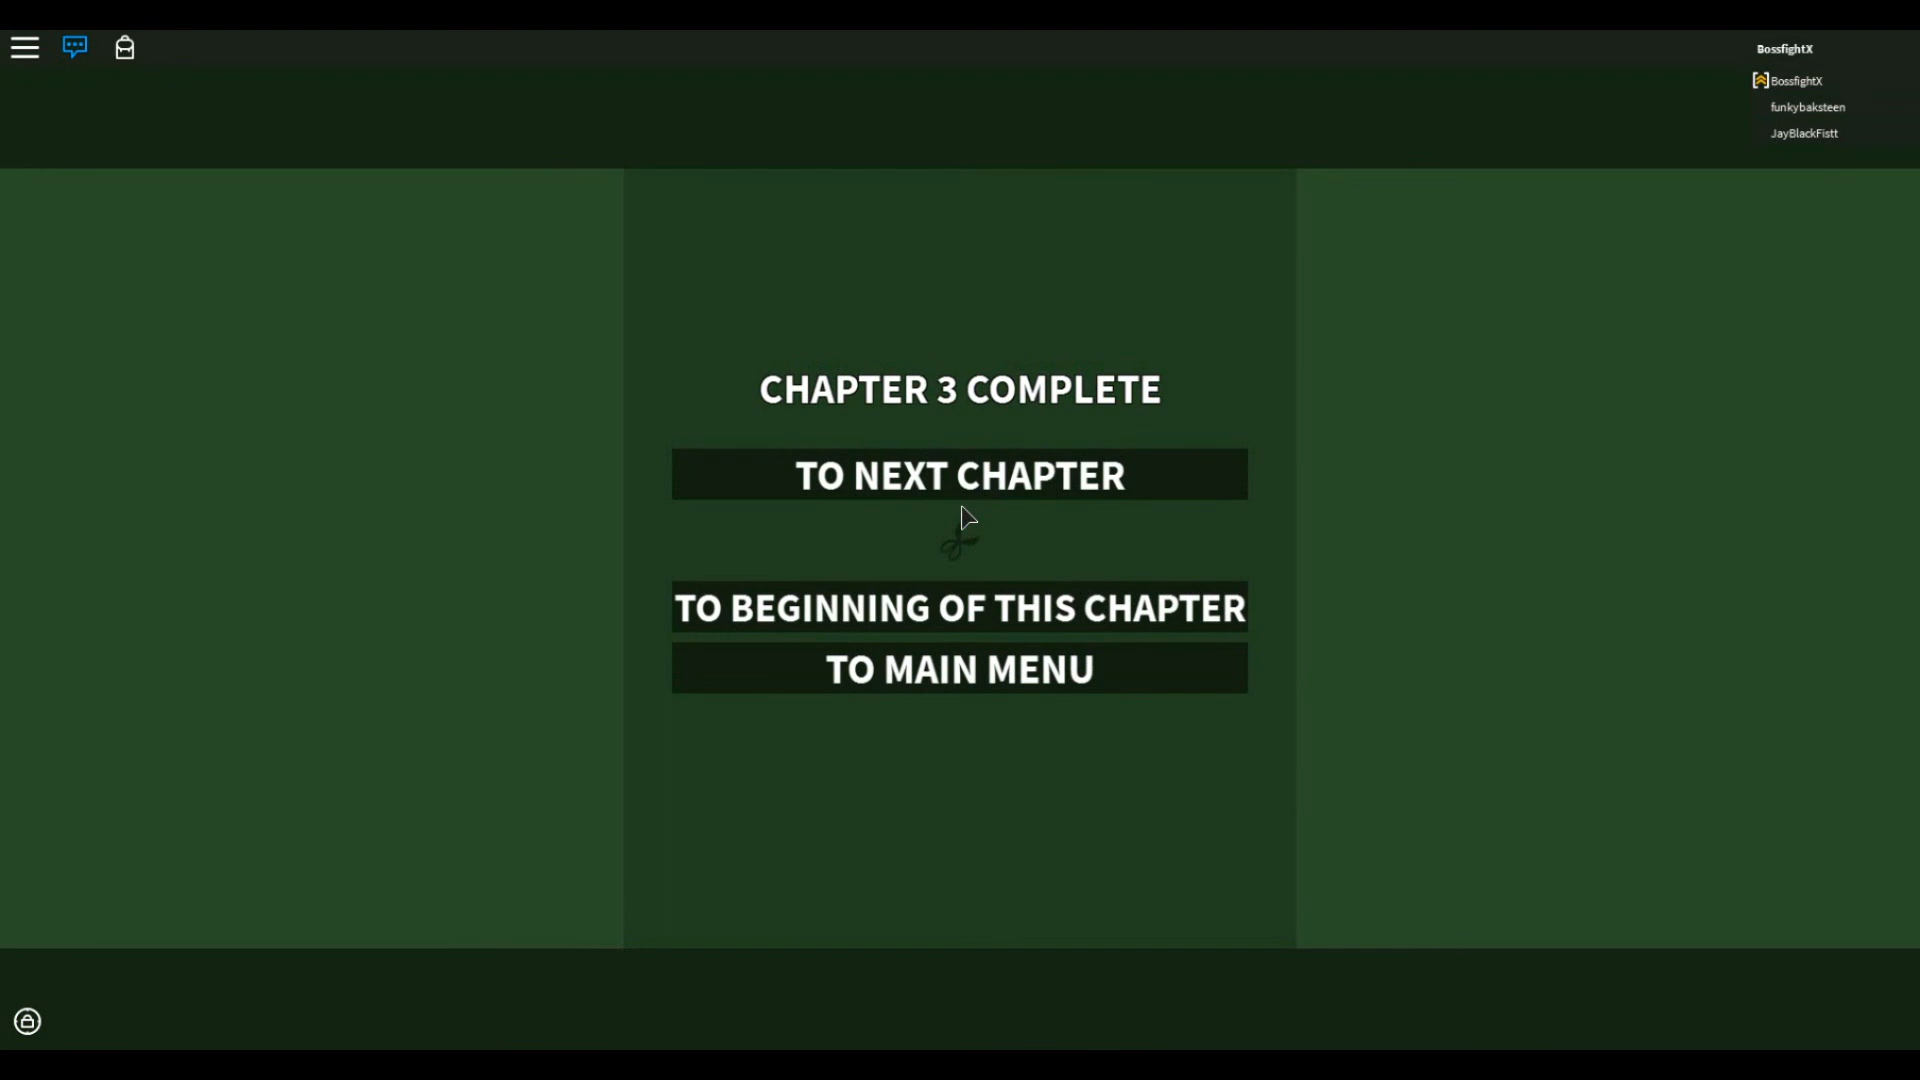 BossfightX
BossfightX
funkybaksteen
JayBlackFistt
CHAPTER 3 COMPLETE
TO NEXT CHAPTER
TO BEGINNING OF THIS CHAPTER
TO MAIN MENU